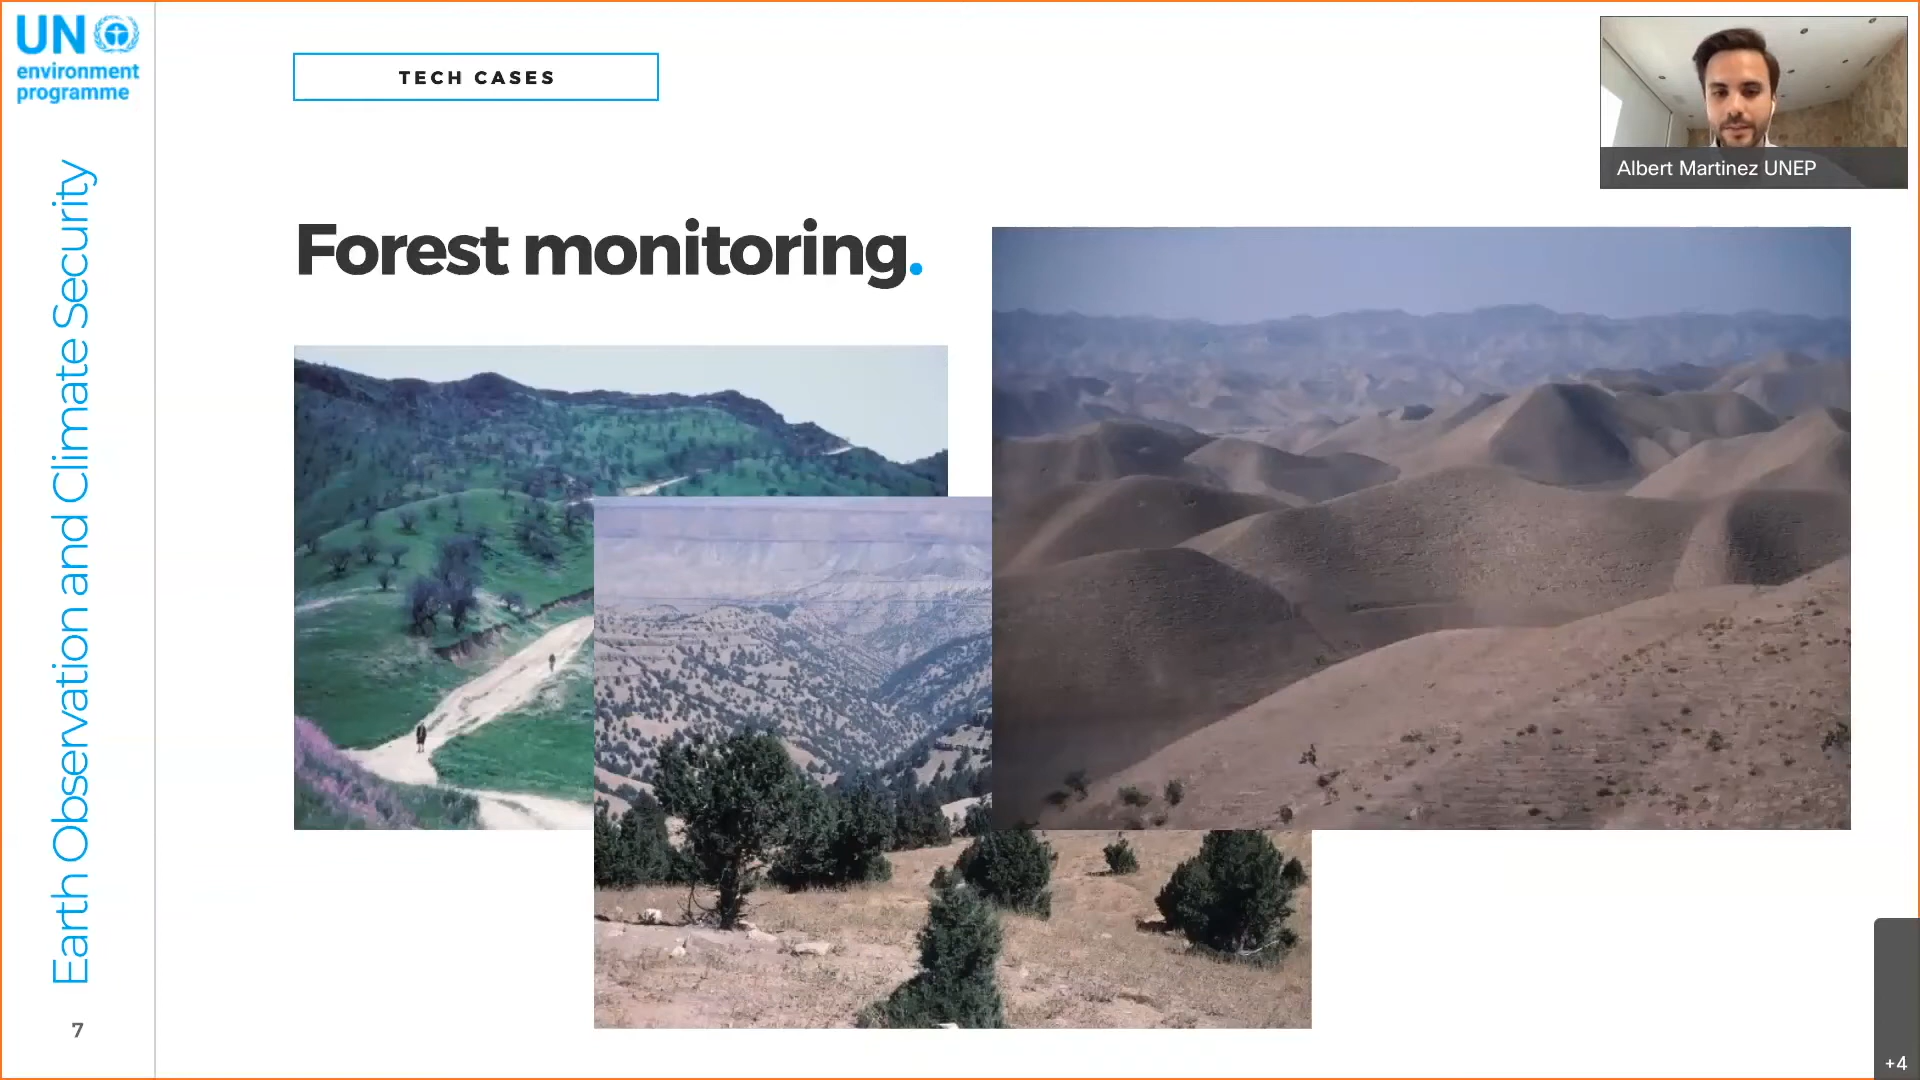 UN
environment
programme
TECH CASES
Albert Martinez UNEP
Forest monitoring.
Earth Observation and Climate Security
7
+4